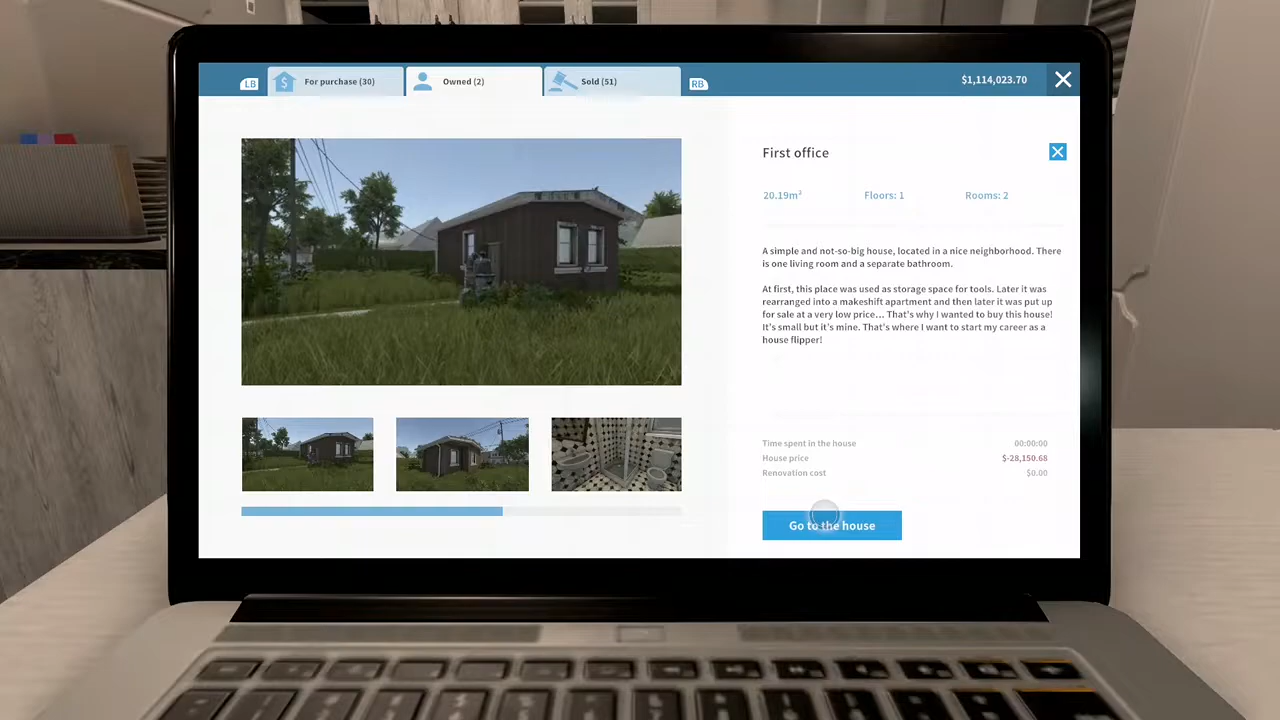 LB
For purchase (30)
Owned (2)
Sold (51)
RB
$1,114,023.70
First office
20.19m²
Floors: 1
Rooms: 2
A simple and not-so-big house, located in a nice neighborhood. There
is one living room and a separate bathroom.
At first, this place was used as storage space for tools. Later it was
rearranged into a makeshift apartment and then later it was put up
for sale at a very low price... That's why I wanted to buy this house!
It's small but it's mine. That's where I want to start my career as a
house flipper!
Time spent in the house
00:00:00
House price
$-28,150.68
Renovation cost
$0.00
Go to the house